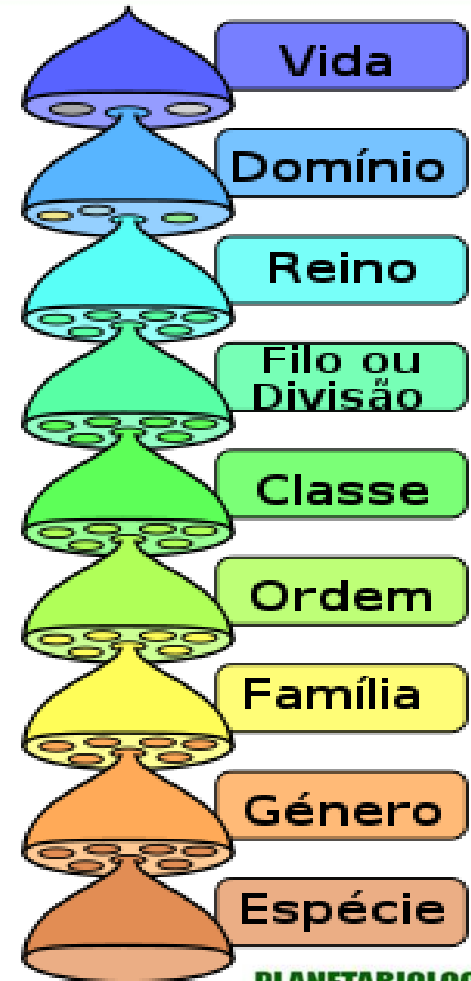 Vida
Domínio
Reino
Filo ou
Divisão
Classe
Ordem
Família
Género
Espécie